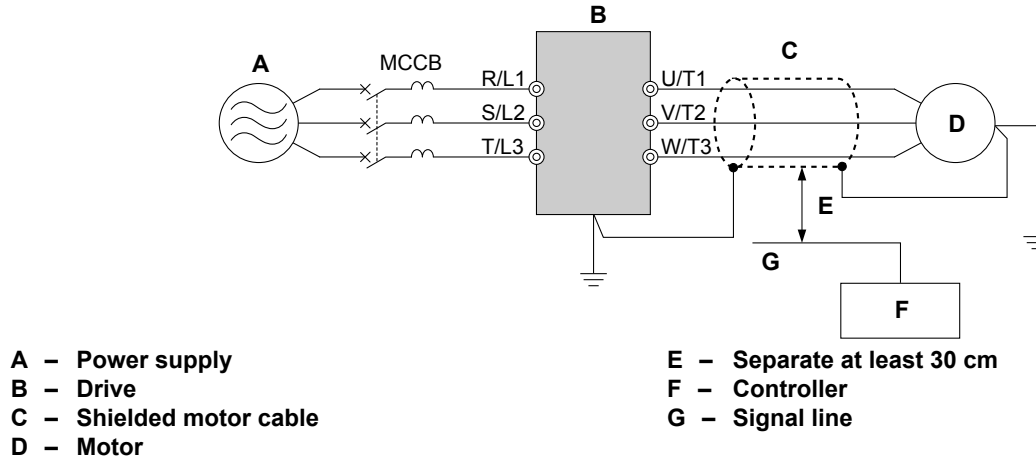 B
A
C
MCCB
R/L1
U/T1
S/L2
V/T2
D
T/L3
W/T3
E
G
F
A – Power supply
B – Drive
C – Shielded motor cable
D – Motor
E – Separate at least 30 cm
F – Controller
G – Signal line